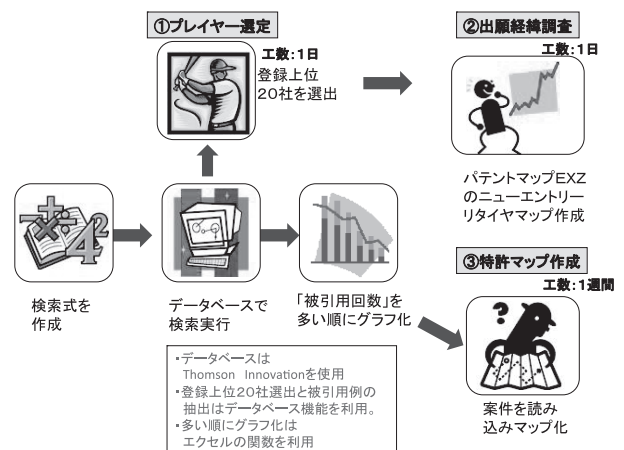 ①プレイヤー選定
工数:1日
登録上位
20社を選出
②出願経緯調査
工数:1日
パテントマップEXZ
のニューエントリー
リタイヤマップ作成
検索式を
作成
データベースで
検索実行
「被引用回数」を
多い順にグラフ化
③特許マップ作成
工数:1週間
案件を読み
込みマップ化
・データベースは
Thomson Innovationを使用
・登録上位20社選出と被引用例の
抽出はデータベース機能を利用。
・多い順にグラフ化は
エクセルの関数を利用